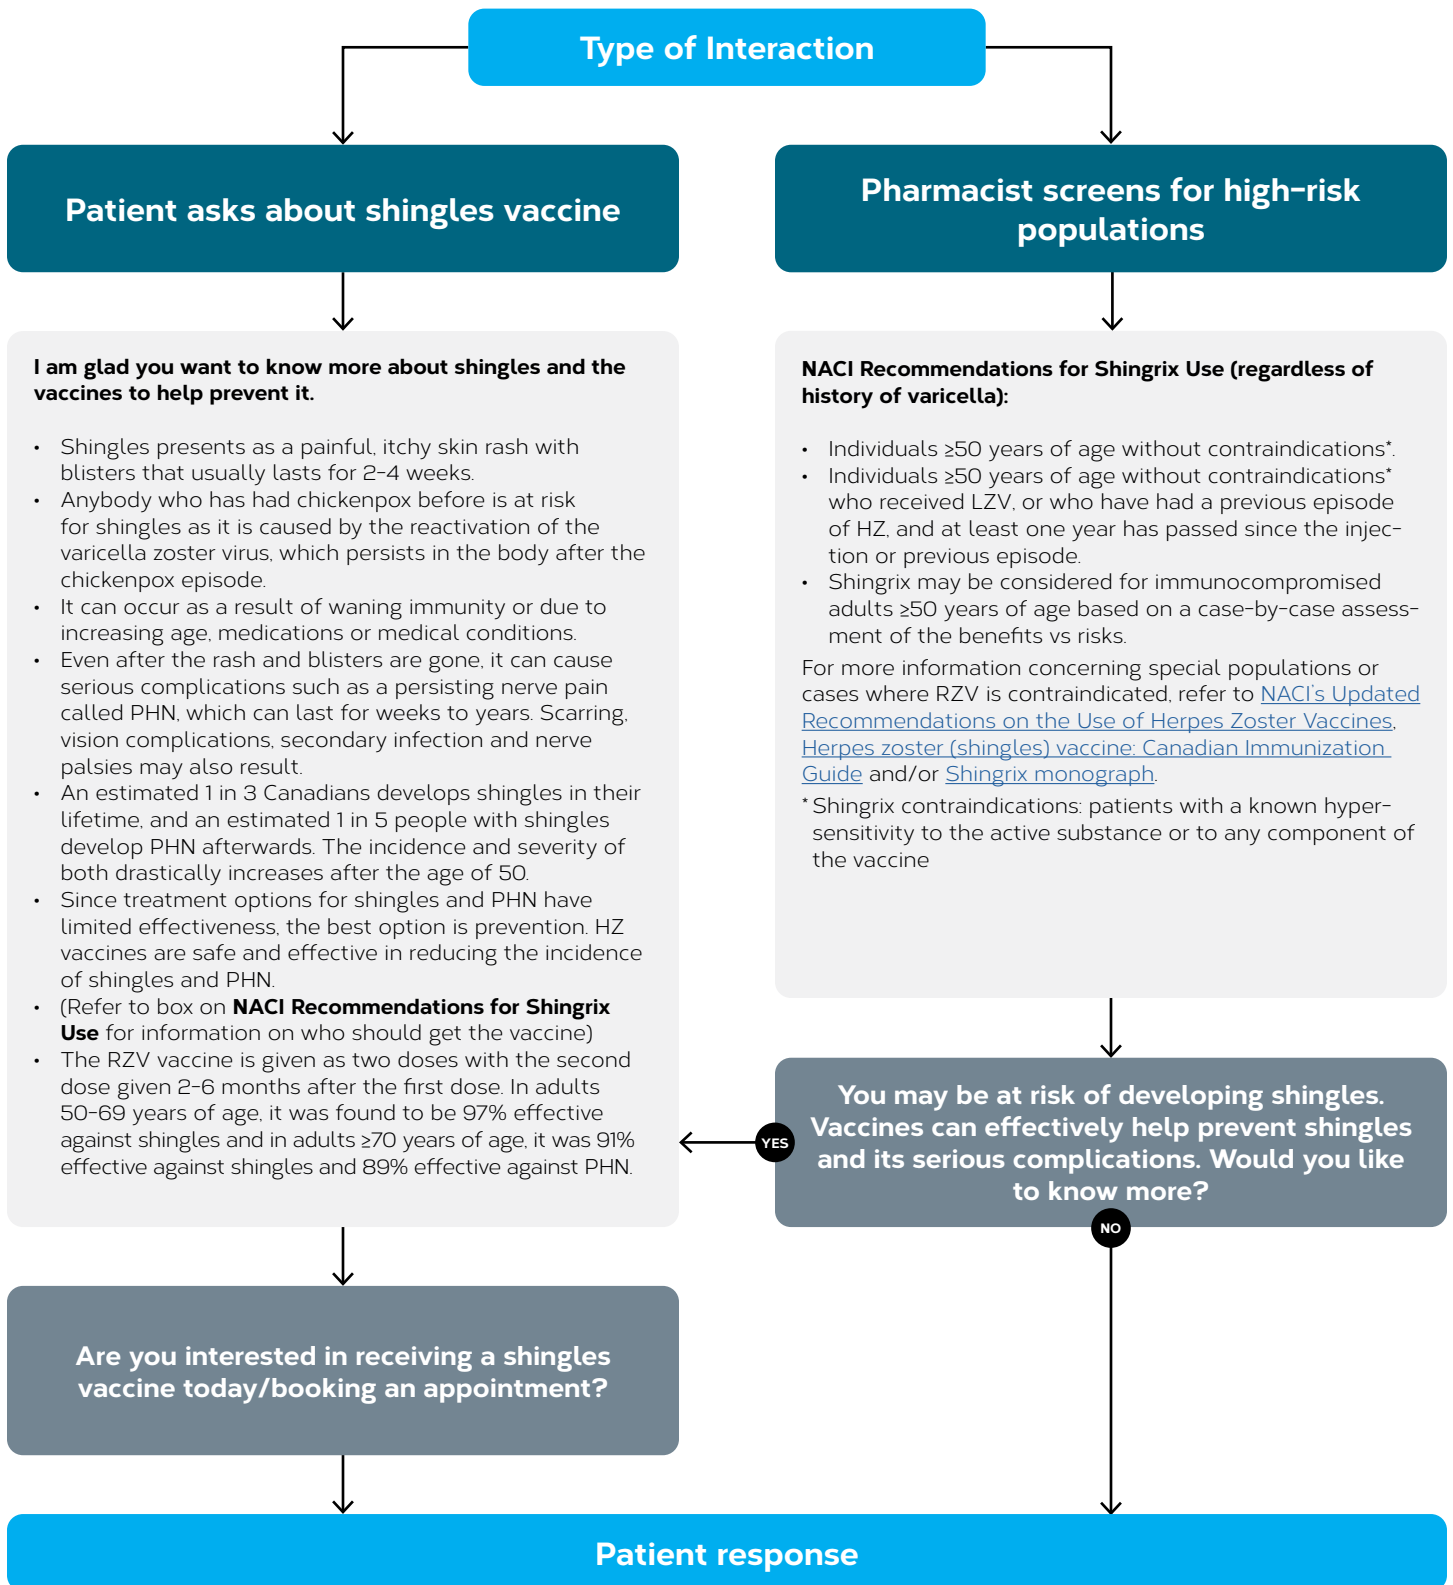 Type of Interaction
Patient asks about shingles vaccine
I am glad you want to know more about shingles and the
vaccines to help prevent it.
• Shingles presents as a painful, itchy skin rash with
blisters that usually lasts for 2-4 weeks.
• Anybody who has had chickenpox before is at risk
for shingles as it is caused by the reactivation of the
varicella zoster virus, which persists in the body after the
chickenpox episode.
• It can occur as a result of waning immunity or due to
increasing age, medications or medical conditions.
• Even after the rash and blisters are gone, it can cause
serious complications such as a persisting nerve pain
called PHN, which can last for weeks to years. Scarring,
vision complications, secondary infection and nerve
palsies may also result.
• An estimated 1 in 3 Canadians develops shingles in their
lifetime, and an estimated 1 in 5 people with shingles
develop PHN afterwards. The incidence and severity of
both drastically increases after the age of 50.
• Since treatment options for shingles and PHN have
limited effectiveness, the best option is prevention. HZ
vaccines are safe and effective in reducing the incidence
of shingles and PHN.
• (Refer to box on NACI Recommendations for Shingrix
Use for information on who should get the vaccine)
• The RZV vaccine is given as two doses with the second
dose given 2-6 months after the first dose. In adults
50-69 years of age, it was found to be 97% effective
against shingles and in adults ≥70 years of age, it was 91%
effective against shingles and 89% effective against PHN.
Pharmacist screens for high-risk
populations
NACI Recommendations for Shingrix Use (regardless of
history of varicella):
• Individuals ≥50 years of age without contraindications*.
• Individuals ≥50 years of age without contraindications*
who received LZV, or who have had a previous episode
of HZ, and at least one year has passed since the injec-
tion or previous episode.
• Shingrix may be considered for immunocompromised
adults ≥50 years of age based on a case-by-case assess-
ment of the benefits vs risks.
For more information concerning special populations or
cases where RZV is contraindicated, refer to NACI's Updated
Recommendations on the Use of Herpes Zoster Vaccines,
Herpes zoster (shingles) vaccine: Canadian Immunization
Guide and/or Shingrix monograph.
* Shingrix contraindications: patients with a known hyper-
sensitivity to the active substance or to any component of
the vaccine
You may be at risk of developing shingles.
Vaccines can effectively help prevent shingles
and its serious complications. Would you like
to know more?
YES
NO
Are you interested in receiving a shingles
vaccine today/booking an appointment?
Patient response